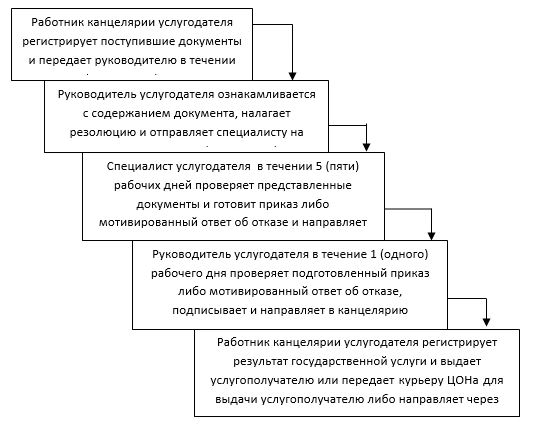 Работник канцелярии услугодателя
регистрирует поступившие документы
и передает руководителю в течении
Руководитель услугодателя ознакамливается
с содержанием документа, налагает
резолюцию и отправляет специалисту на
Специалист услугодателя в течении 5 (пяти)
рабочих дней проверяет представленные
документы и готовит приказ либо
мотивированный ответ об отказе и направляет
Руководитель услугодателя в течение 1 (одного)
рабочего дня проверяет подготовленный приказ
либо мотивированный ответ об отказе,
подписывает и направляет в канцелярию
Работник канцелярии услугодателя регистрирует
результат государственной услуги и выдает
услугополучателю или передает курьеру ЦОНа для
выдачи услугополучателю либо направляет через